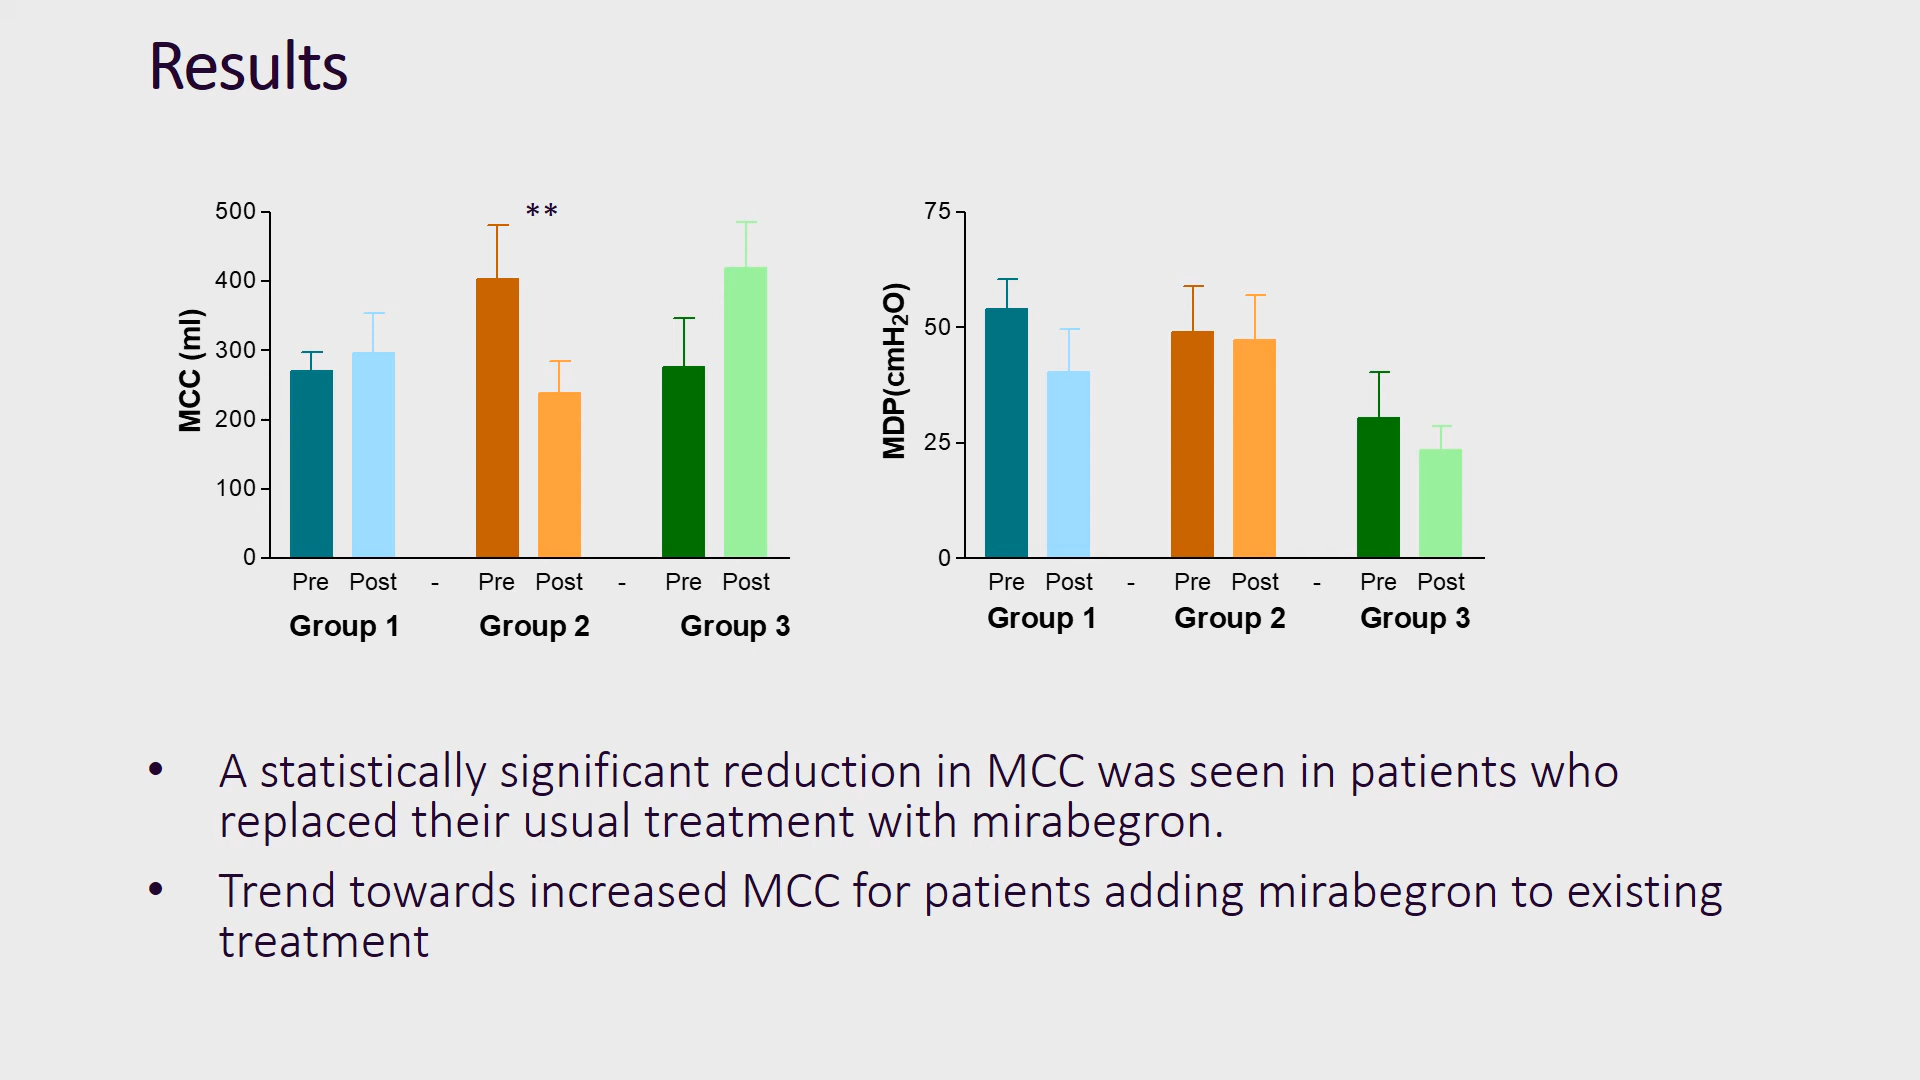 Results
**
500
400
300
200
100
0
MCC (ml)
Pre Post - Pre Post - Pre Post
Group 1 Group 2 Group 3
75
50
25
0
MDP(cmH₂O)
Pre Post - Pre Post - Pre Post
Group 1 Group 2 Group 3
• A statistically significant reduction in MCC was seen in patients who
replaced their usual treatment with mirabegron.
• Trend towards increased MCC for patients adding mirabegron to existing
treatment